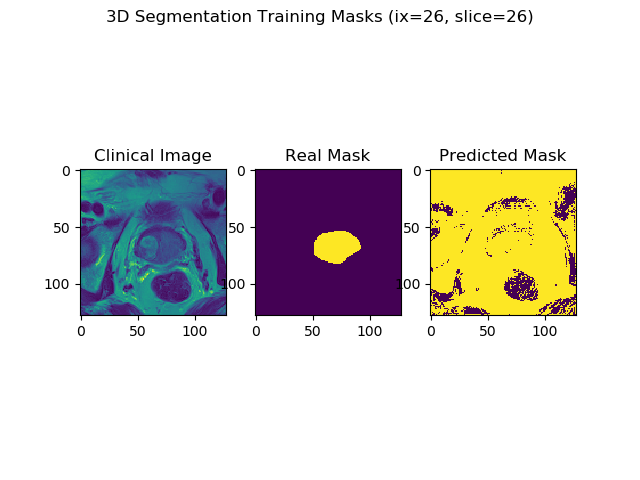 3D Segmentation Training Masks (ix=26, slice=26)
Clinical Image Real Mask Predicted Mask
0 0 0
50 50 50
100 100 100
0 50 100 0 50 100 0 50 100